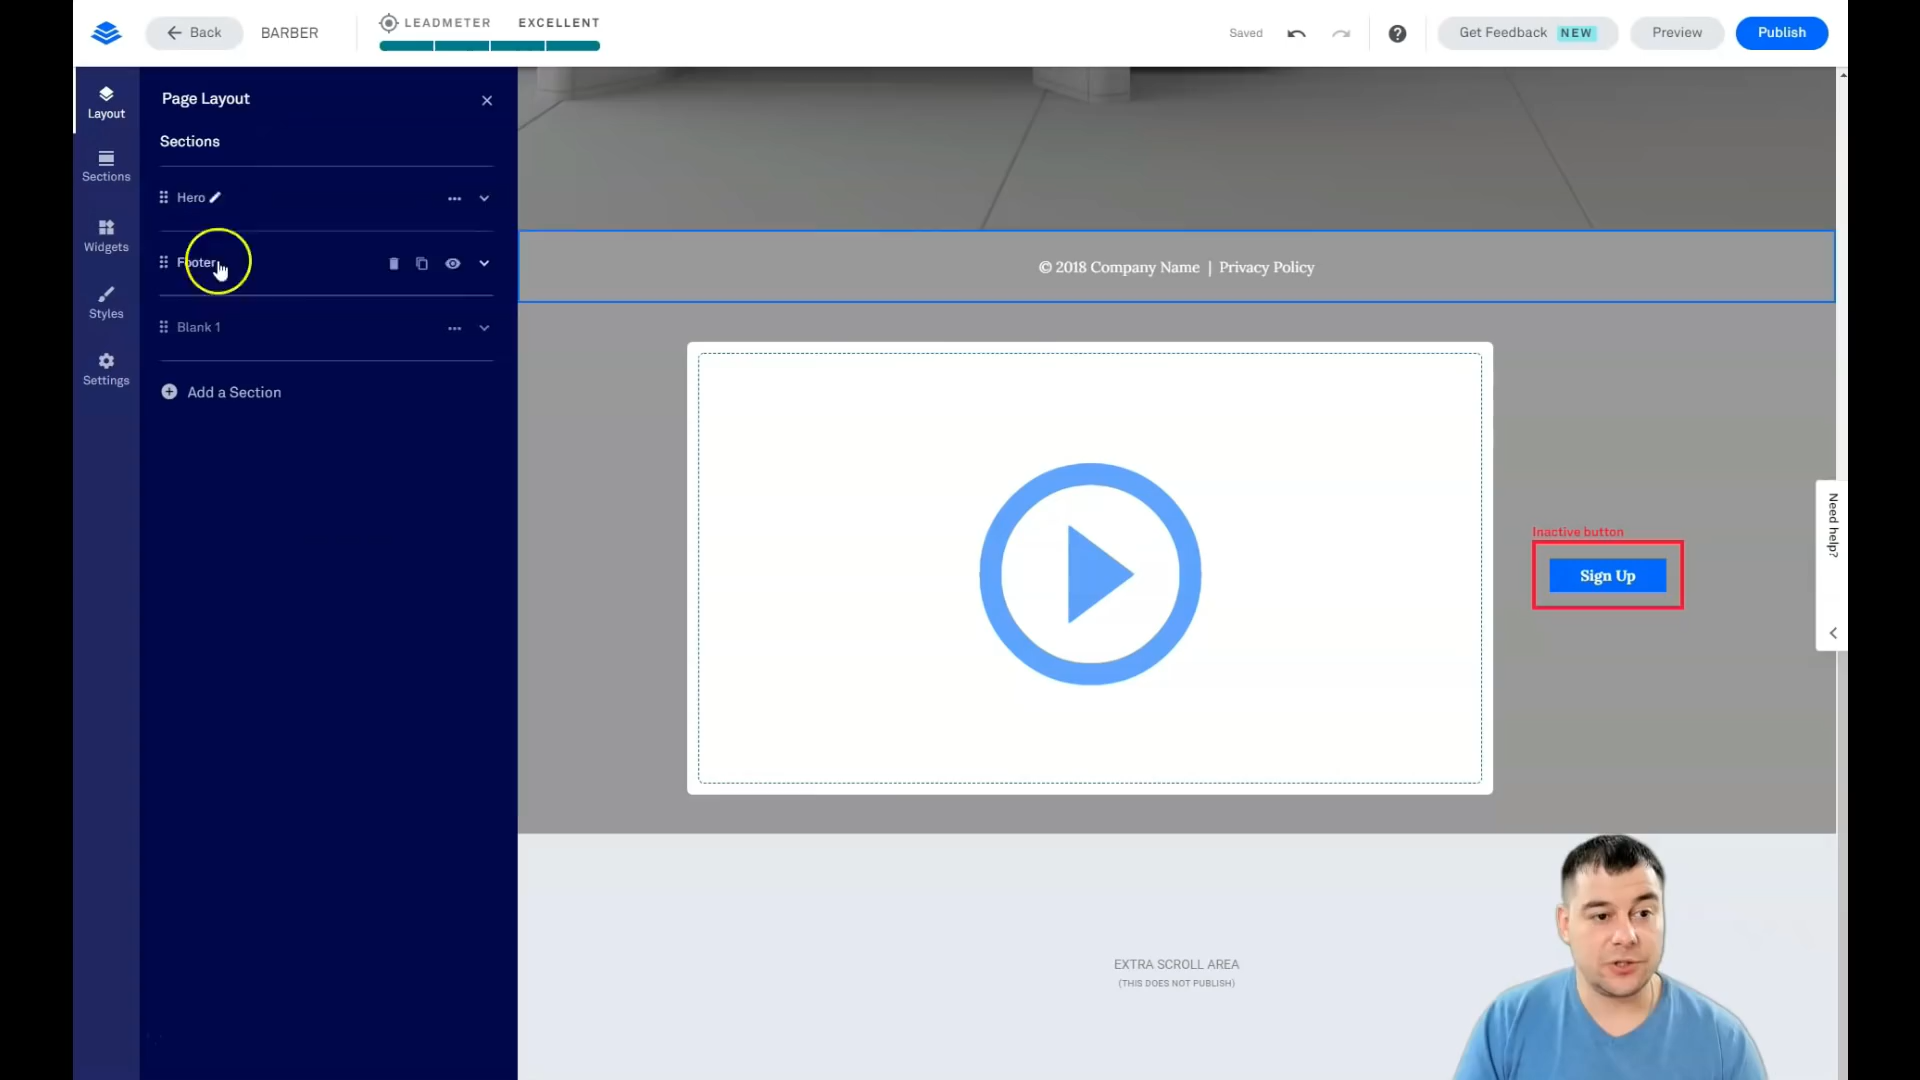 Back
BARBER
LEADMETER EXCELLENT
Saved
Get Feedback NEW
Preview
Publish
Layout
Sections
Widgets
Styles
Settings
Page Layout
Sections
Hero
Footer
Blank 1
Add a Section
© 2018 Company Name | Privacy Policy
Inactive button
Sign Up
Need help?
EXTRA SCROLL AREA
(THIS DOES NOT PUBLISH)